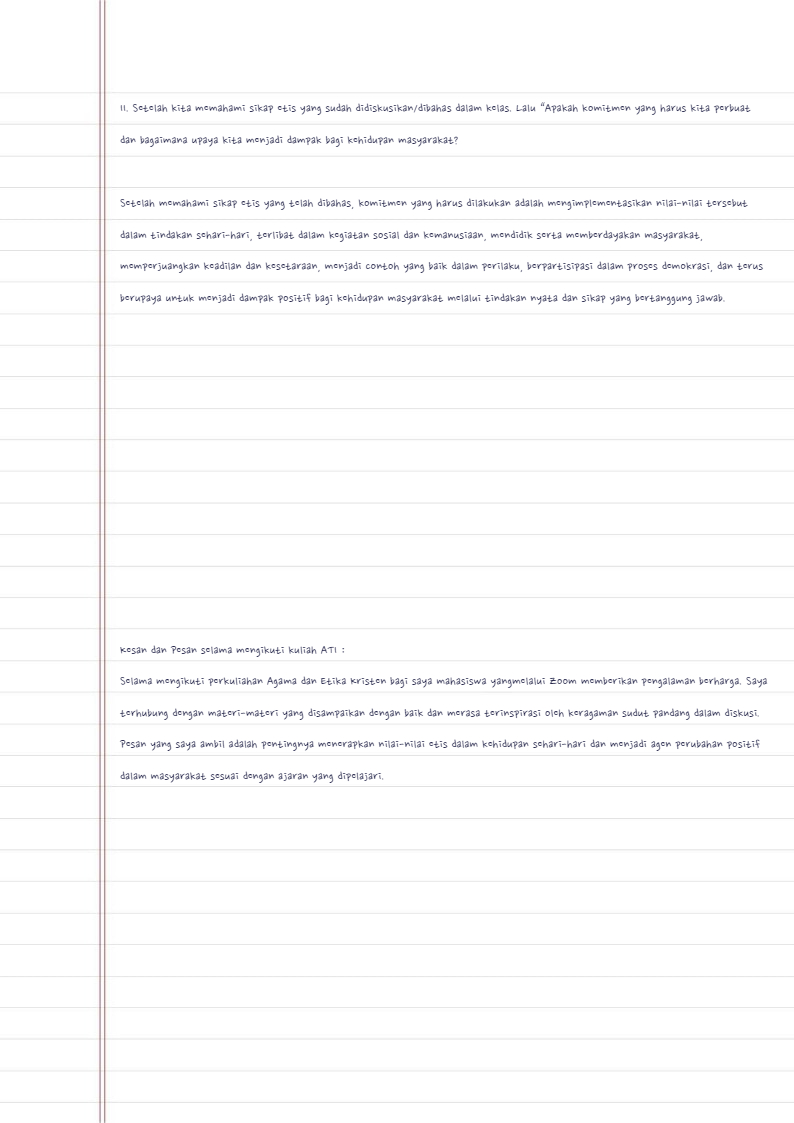 11. Setelah kita memahami sikap etis yang sudah didiskusikan/dibahas dalam kelas. Lalu "Apakah komitmen yang harus kita perbuat
dan bagaimana upaya kita menjadi dampak bagi kehidupan masyarakat?
Setelah memahami sikap etis yang telah dibahas, komitmen yang harus dilakukan adalah mengimplementasikan nilai-nilai tersebut
dalam tindakan sehari-hari, terlibat dalam kegiatan sosial dan kemanusiaan, mendidik serta memberdayakan masyarakat,
memperjuangkan keadilan dan kesetaraan, menjadi contoh yang baik dalam perilaku, berpartisipasi dalam proses demokrasi, dan terus
berupaya untuk menjadi dampak positif bagi kehidupan masyarakat melalui tindakan nyata dan sikap yang bertanggung jawab.
Kesan dan Pesan selama mengikuti kuliah ATI :
Selama mengikuti perkuliahan Agama dan Etika Kristen bagi saya mahasiswa yangmelalui Zoom memberikan pengalaman berharga. Saya
terhubung dengan materi-materi yang disampaikan dengan baik dan merasa terinspirasi oleh keragaman sudut pandang dalam diskusi.
Pesan yang saya ambil adalah pentingnya menerapkan nilai-nilai etis dalam kehidupan sehari-hari dan menjadi agen perubahan positif
dalam masyarakat sesuai dengan ajaran yang dipelajari.